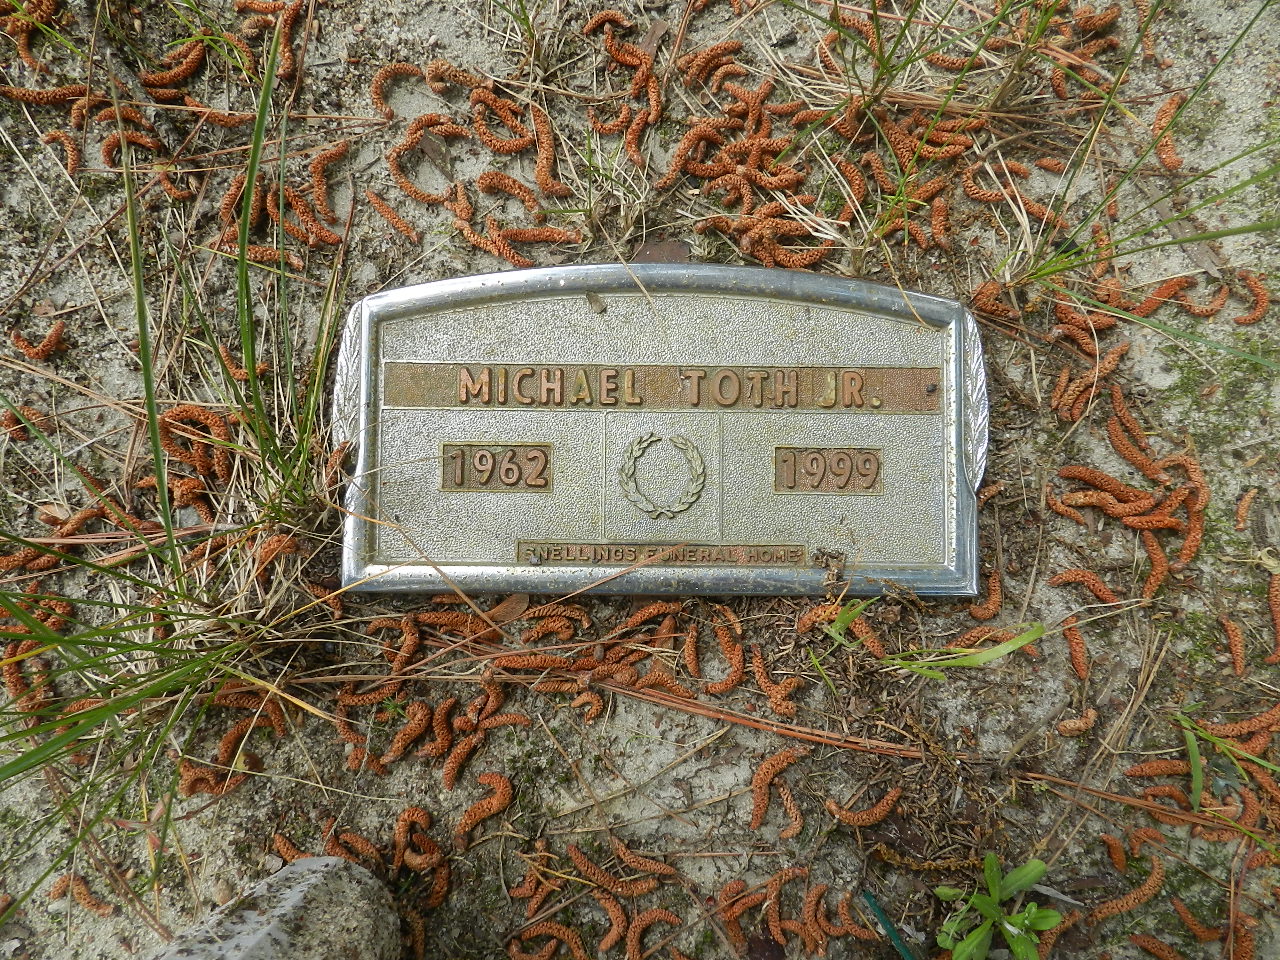 MICHAEL TOTH JR.
1962 1999
SNELLINGS FUNERAL HOME